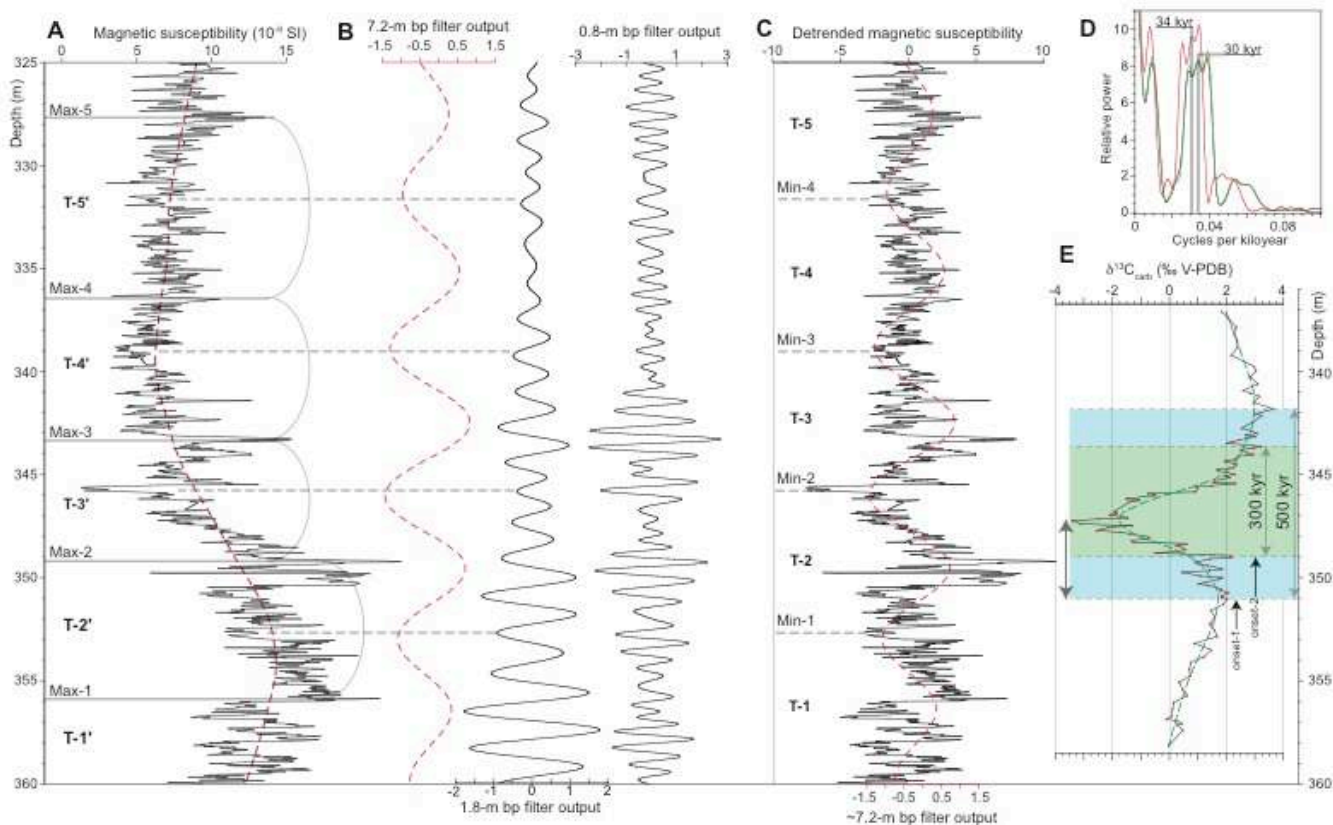 A
Magnetic susceptibility (10⁻⁸ SI)
0 5 10 15
Depth (m)
325
330
335
340
345
350
355
360
Max-5
T-5'
Max-4
T-4'
Max-3
T-3'
Max-2
T-2'
Max-1
T-1'
B
7.2-m bp filter output
-1.5 -0.5 0.5 1.5
0.8-m bp filter output
-3 -2 -1 0 1 2 3
-2 -1 0 1 2
1.8-m bp filter output
C
Detrended magnetic susceptibility
-10 -5 0 5 10
T-5
Min-4
T-4
Min-3
T-3
Min-2
T-2
Min-1
T-1
-1.5 -0.5 0.5 1.5
~7.2-m bp filter output
D
34 kyr
30 kyr
Relative power
10
8
6
4
2
0
0 0.04 0.08
Cycles per kiloyear
E
δ¹³Ccarb (‰ V-PDB)
-4 -2 0 2 4
Depth (m)
340
345
350
355
360
300 kyr
500 kyr
onset-1
onset-2